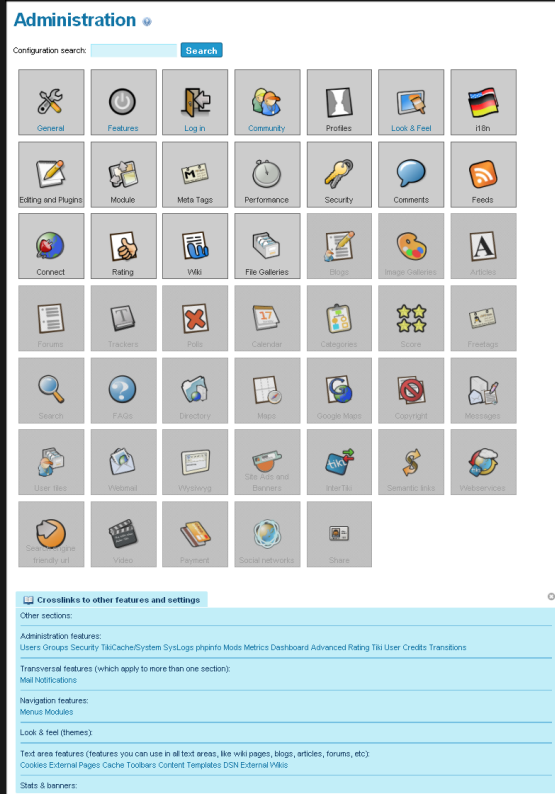 Administration
Configuration search: Search
General Features Log in Community Profiles Look & Feel i18n
Editing and Plugins Module Meta Tags Performance Security Comments Feeds
Connect Rating Wiki File Galleries Blogs Image Galleries Articles
Forums Trackers Polls Calendar Categories Score Freetags
Search FAQs Directory Maps Google Maps Copyright Messages
User files Webmail Wysiwyg Site Ads and Banners InterTiki Semantic links Webservices
Search engine friendly url Video Payment Social networks Share
Crosslinks to other features and settings
Other sections:
Administration features:
Users Groups Security TikiCache/System SysLogs phpinfo Mods Metrics Dashboard Advanced Rating Tiki User Credits Transitions
Transversal features (which apply to more than one section):
Mail Notifications
Navigation features:
Menus Modules
Look & feel (themes):
Text area features (features you can use in all text areas, like wiki pages, blogs, articles, forums, etc):
Cookies External Pages Cache Toolbars Content Templates DSN External Wikis
Stats & banners: